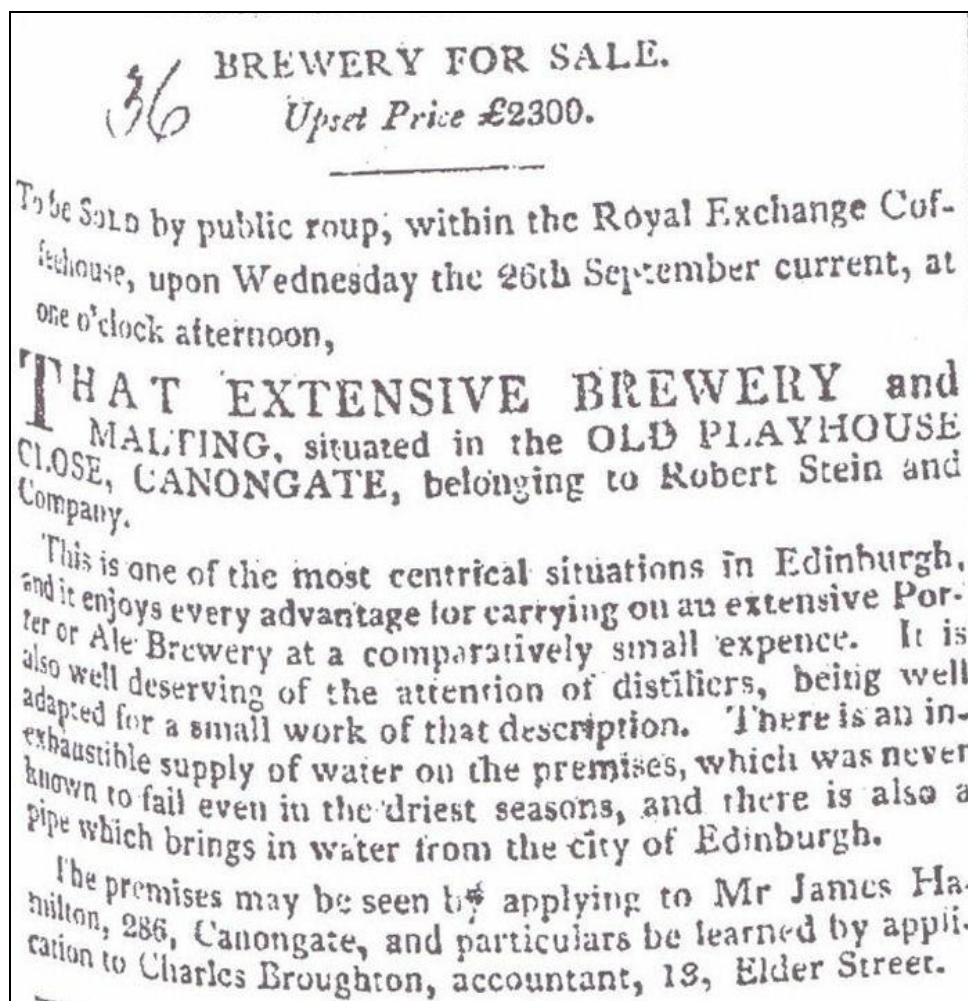 36
BREWERY FOR SALE.
Upset Price £2300.
To be SOLD by public roup, within the Royal Exchange Cof-
feehouse, upon Wednesday the 26th September current, at
one o'clock afternoon,
THAT EXTENSIVE BREWERY and
MALTING, situated in the OLD PLAYHOUSE
CLOSE, CANONGATE, belonging to Robert Stein and
Company.
This is one of the most centrical situations in Edinburgh,
and it enjoys every advantage for carrying on an extensive Por-
ter or Ale Brewery at a comparatively small expence. It is
also well deserving of the attention of distillers, being well
adapted for a small work of that description. There is an in-
exhaustible supply of water on the premises, which was never
known to fail even in the driest seasons, and there is also a
pipe which brings in water from the city of Edinburgh.
The premises may be seen by applying to Mr James Ha-
milton, 286, Canongate, and particulars be learned by appli-
cation to Charles Broughton, accountant, 13, Elder Street.